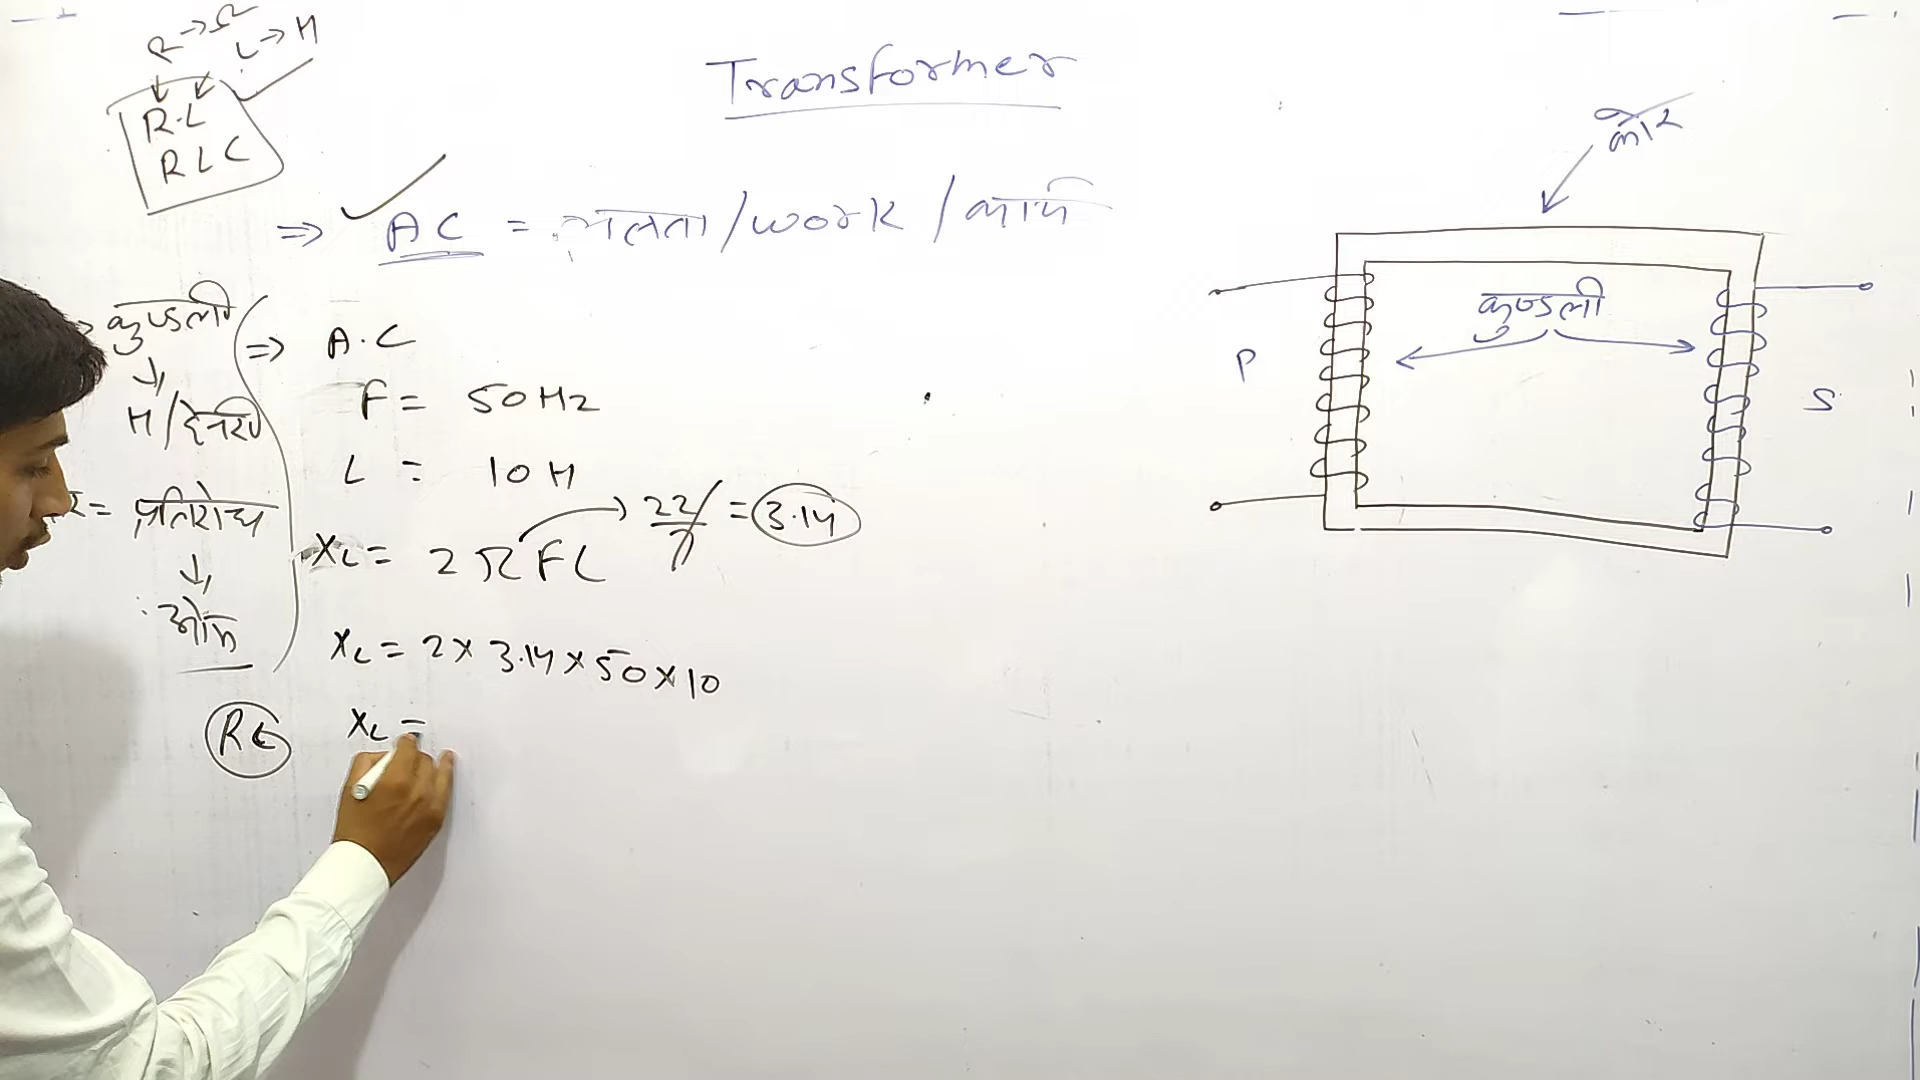 R→Ω
L→H
R.L
RLC
Transformer
⇒ AC = चलता/work/कार्य
कोर
कुण्डली
P
S
कुण्डली
H/हेनरी
R= प्रतिरोध
ओम
⇒ A.C
F= 50Hz
L = 10H
XL= 2πFL → 22/7 = 3.14
XL = 2×3.14×50×10
XL =